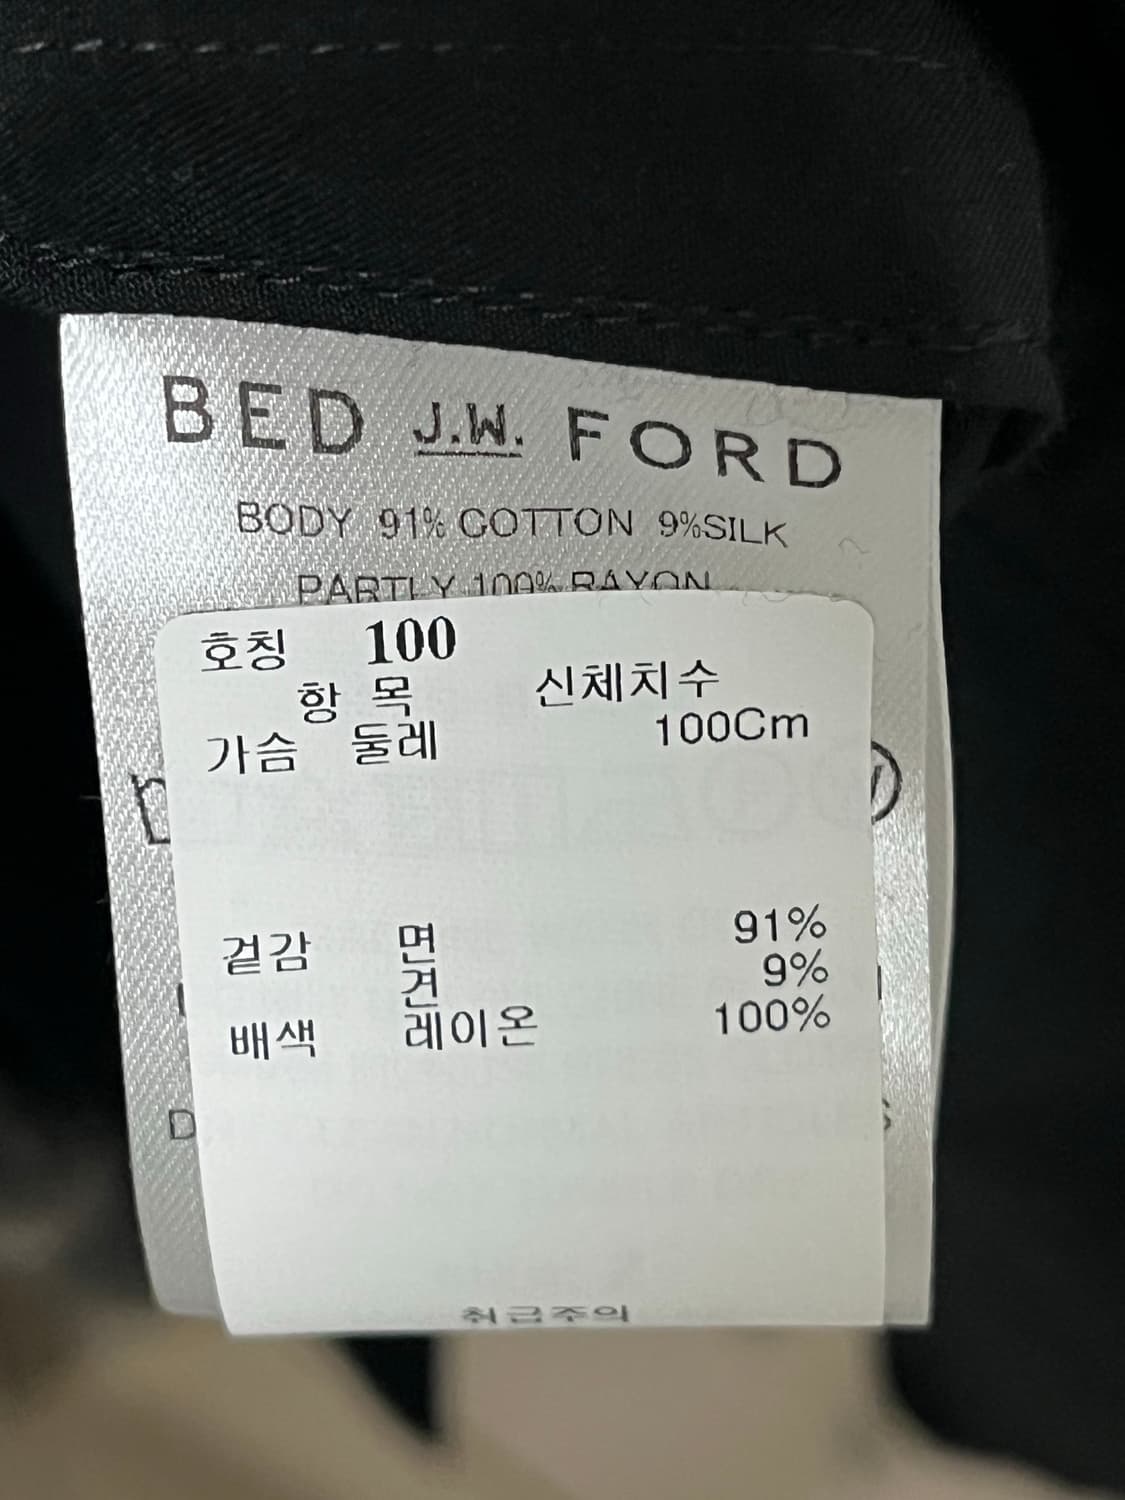 BED J.W. FORD
BODY 91% COTTON 9%SILK
PARTLY 100% RAYON
호칭 100
항 목 신체치수
가슴 둘레 100Cm
겉감 면 91%
견 9%
배색 레이온 100%
취급주의